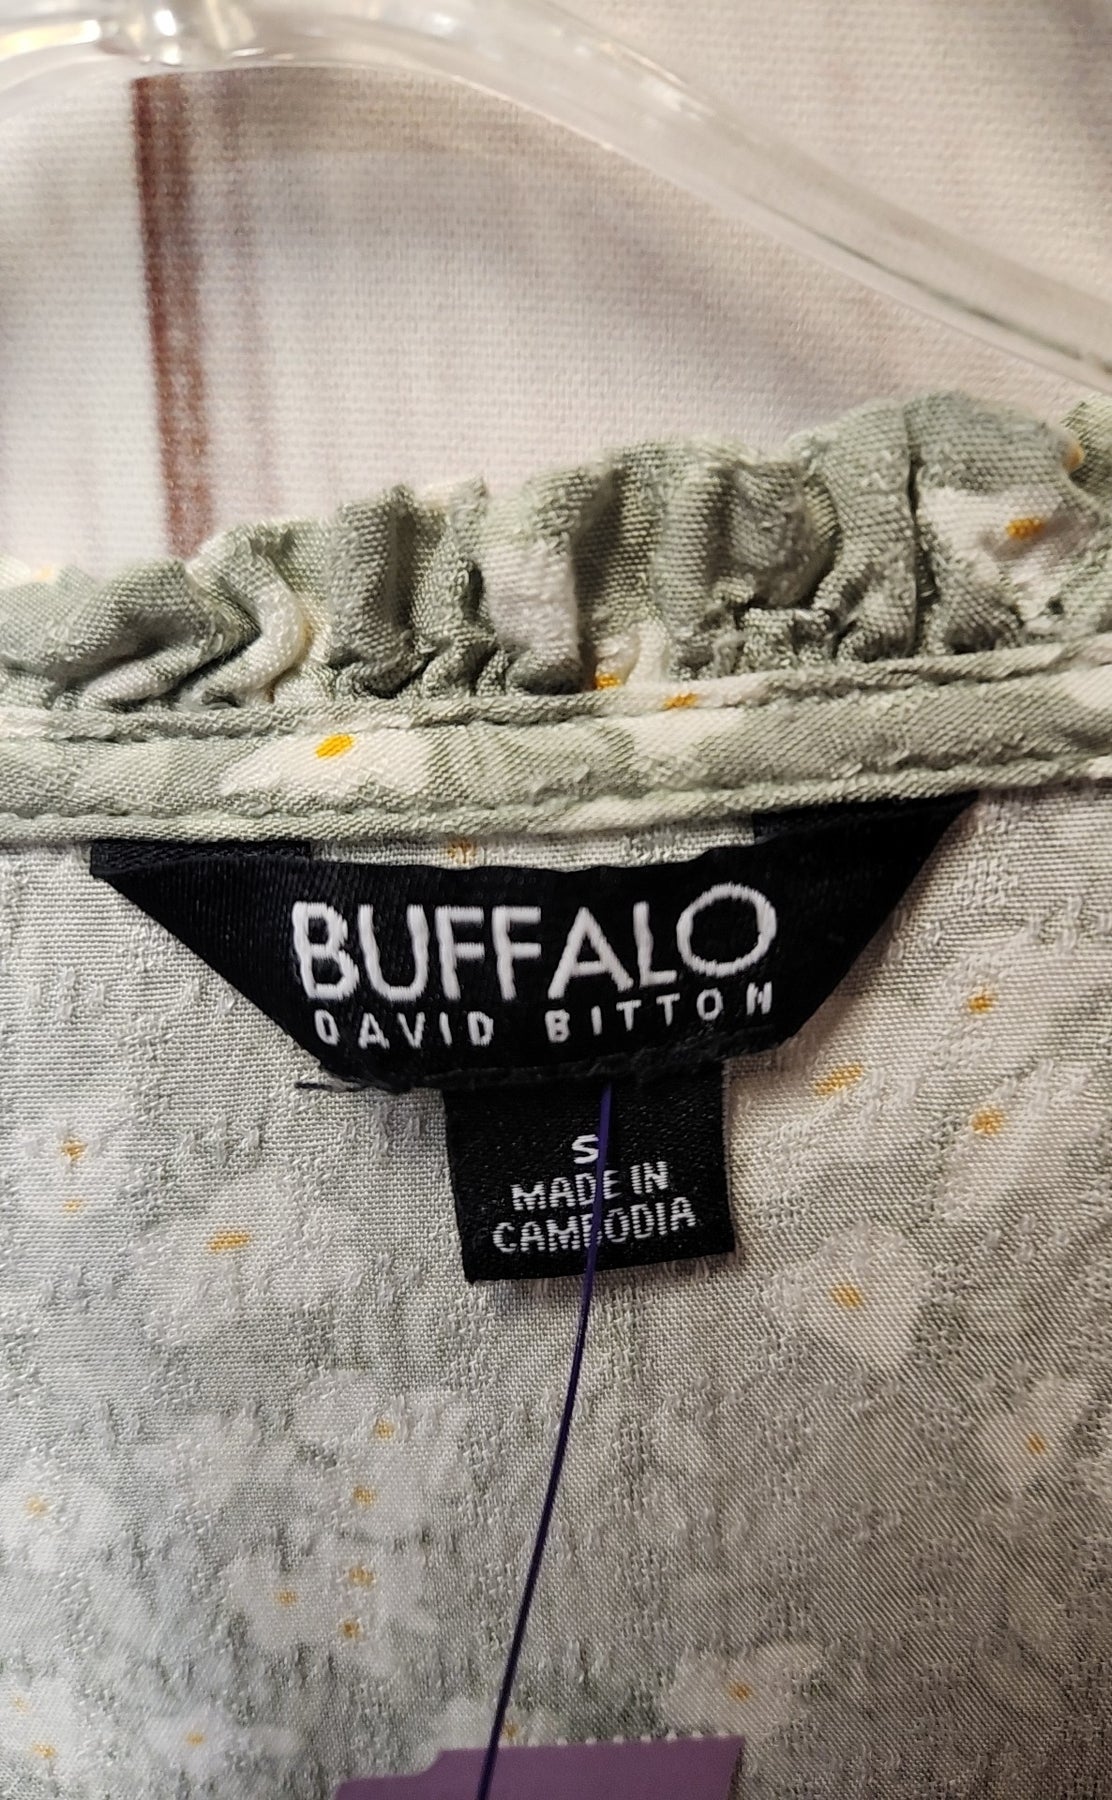 BUFFALO
DAVID BITTON
S
MADE IN
CAMBODIA